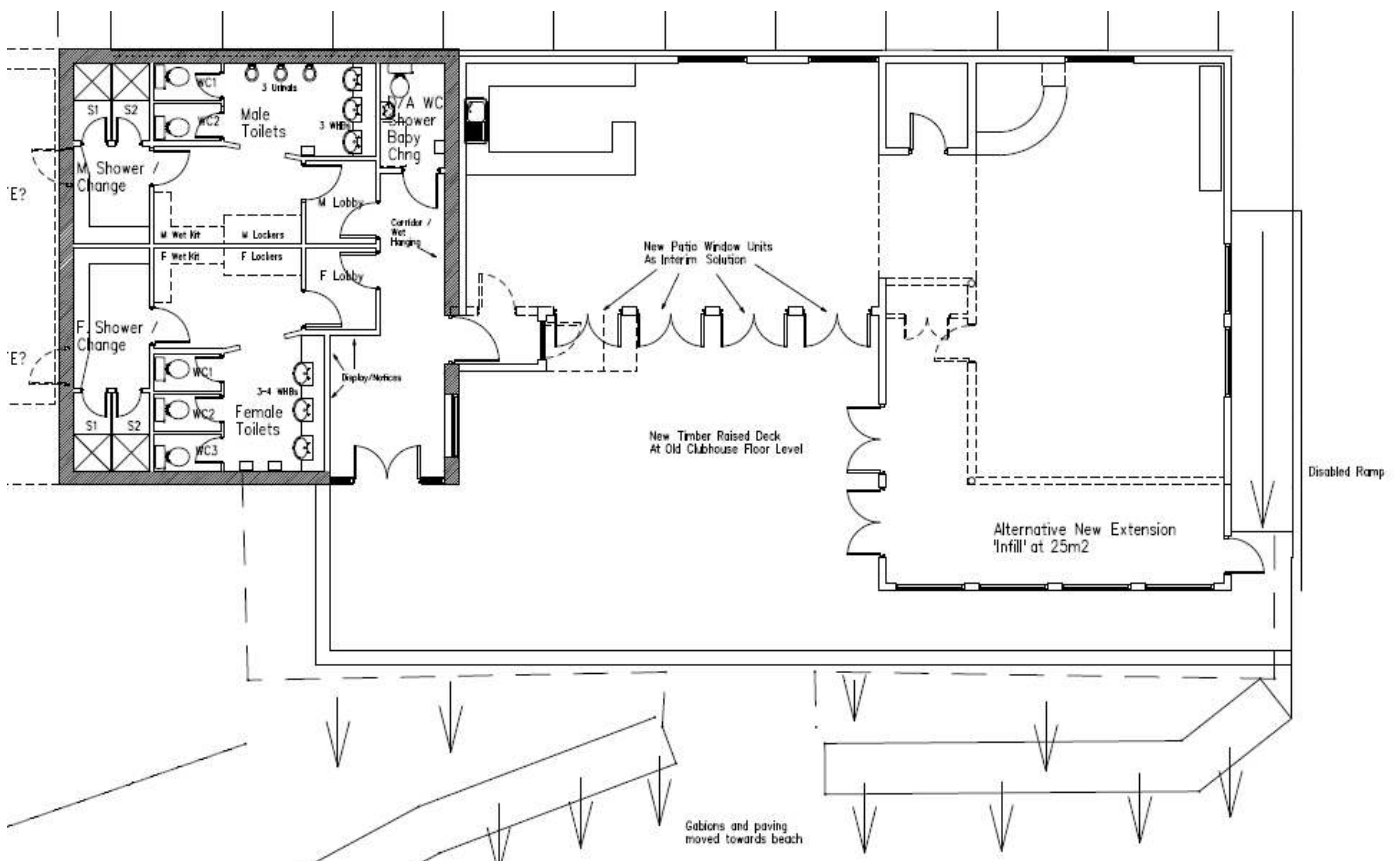 WC1
3 Urinals
S1
S2
Male
Toilets
WC2
3 WHBs
D/A WC
Shower
Baby
Chng
M. Shower /
Change
E?
M Lobby
Corridor /
Wet
Hanging
M Wet Kit
M Lockers
F Wet Kit
F Lockers
F Lobby
New Patio Window Units
As Interim Solution
F. Shower /
Change
E?
WC1
Display/Notices
3-4 WHBs
WC2
Female
Toilets
S1
S2
WC3
New Timber Raised Deck
At Old Clubhouse Floor Level
Disabled Ramp
Alternative New Extension
'Infill' at 25m2
Gabions and paving
moved towards beach